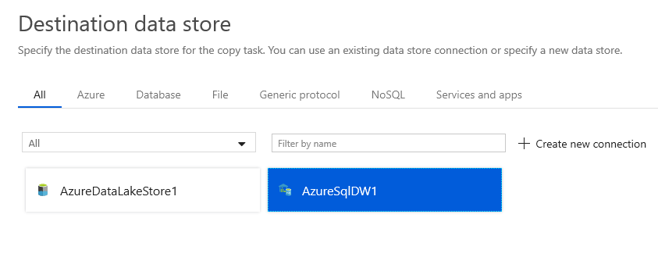 Destination data store
Specify the destination data store for the copy task. You can use an existing data store connection or specify a new data store.
All Azure Database File Generic protocol NoSQL Services and apps
All Filter by name + Create new connection
AzureDataLakeStore1 AzureSqlDW1